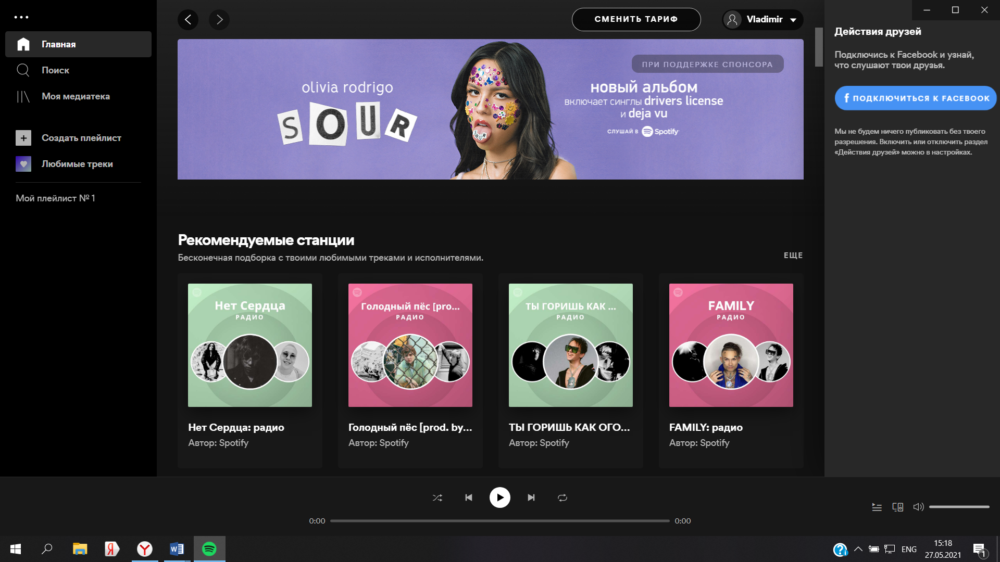 Главная
Поиск
Моя медиатека
Создать плейлист
Любимые треки
Мой плейлист № 1
СМЕНИТЬ ТАРИФ
Vladimir
ПРИ ПОДДЕРЖКЕ СПОНСОРА
olivia rodrigo
SOUR
SOUR
новый альбом
включает синглы drivers license
и deja vu
СЛУШАЙ В Spotify
Рекомендуемые станции
Бесконечная подборка с твоими любимыми треками и исполнителями.
ЕЩЕ
Нет Сердца
РАДИО
Нет Сердца: радио
Автор: Spotify
Голодный пёс [pro...
РАДИО
Голодный пёс [prod. by...
Автор: Spotify
ТЫ ГОРИШЬ КАК ...
РАДИО
ТЫ ГОРИШЬ КАК ОГО...
Автор: Spotify
FAMILY
РАДИО
FAMILY: радио
Автор: Spotify
Действия друзей
Подключись к Facebook и узнай,
что слушают твои друзья.
f ПОДКЛЮЧИТЬСЯ К FACEBOOK
Мы не будем ничего публиковать без твоего
разрешения. Включить или отключить раздел
«Действия друзей» можно в настройках.
0:00
0:00
Я
Y
W
ENG
15:18
27.05.2021
1